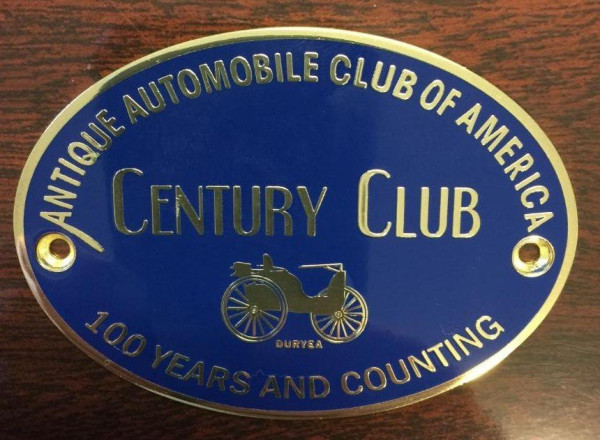 ANTIQUE AUTOMOBILE CLUB OF AMERICA
CENTURY CLUB
DURYEA
100 YEARS AND COUNTING